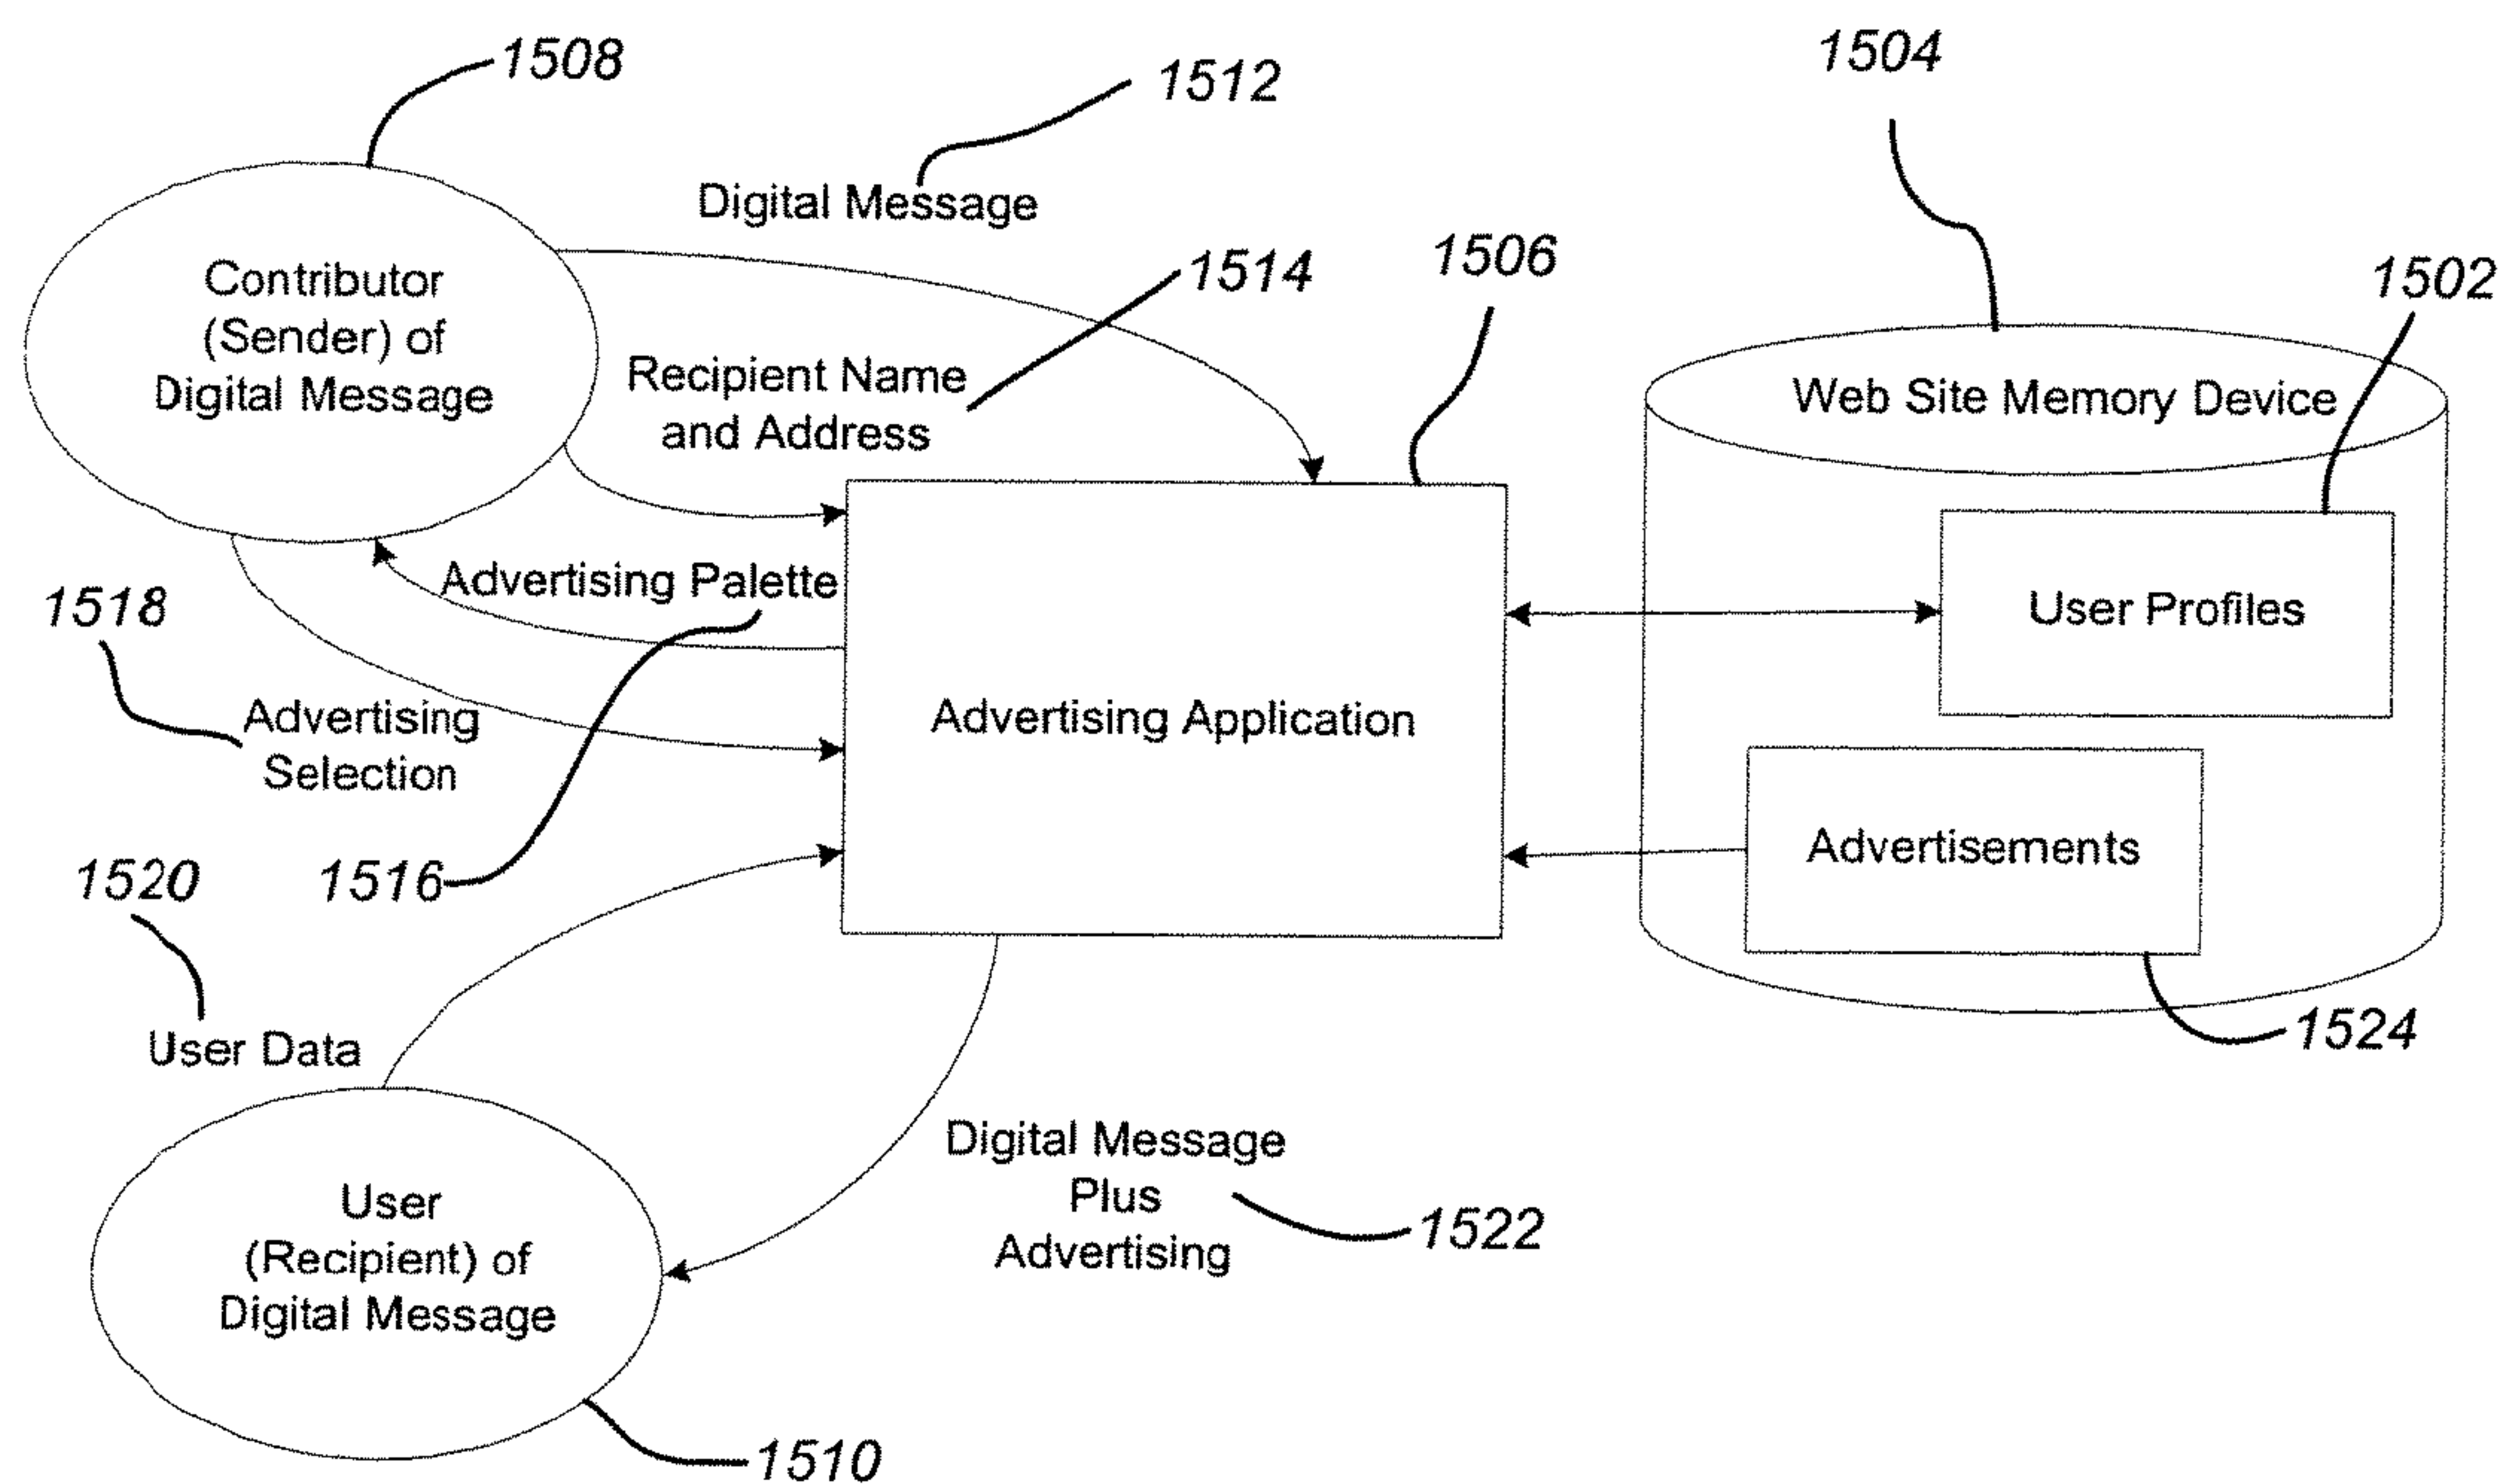 1508
1512
1504
Digital Message
1506
1514
1502
Contributor
(Sender) of
Digital Message
Recipient Name
and Address
Web Site Memory Device
Advertising Palette
1518
User Profiles
Advertising
Selection
Advertising Application
1520
1516
Advertisements
User Data
1524
Digital Message
Plus
Advertising
1522
User
(Recipient) of
Digital Message
1510